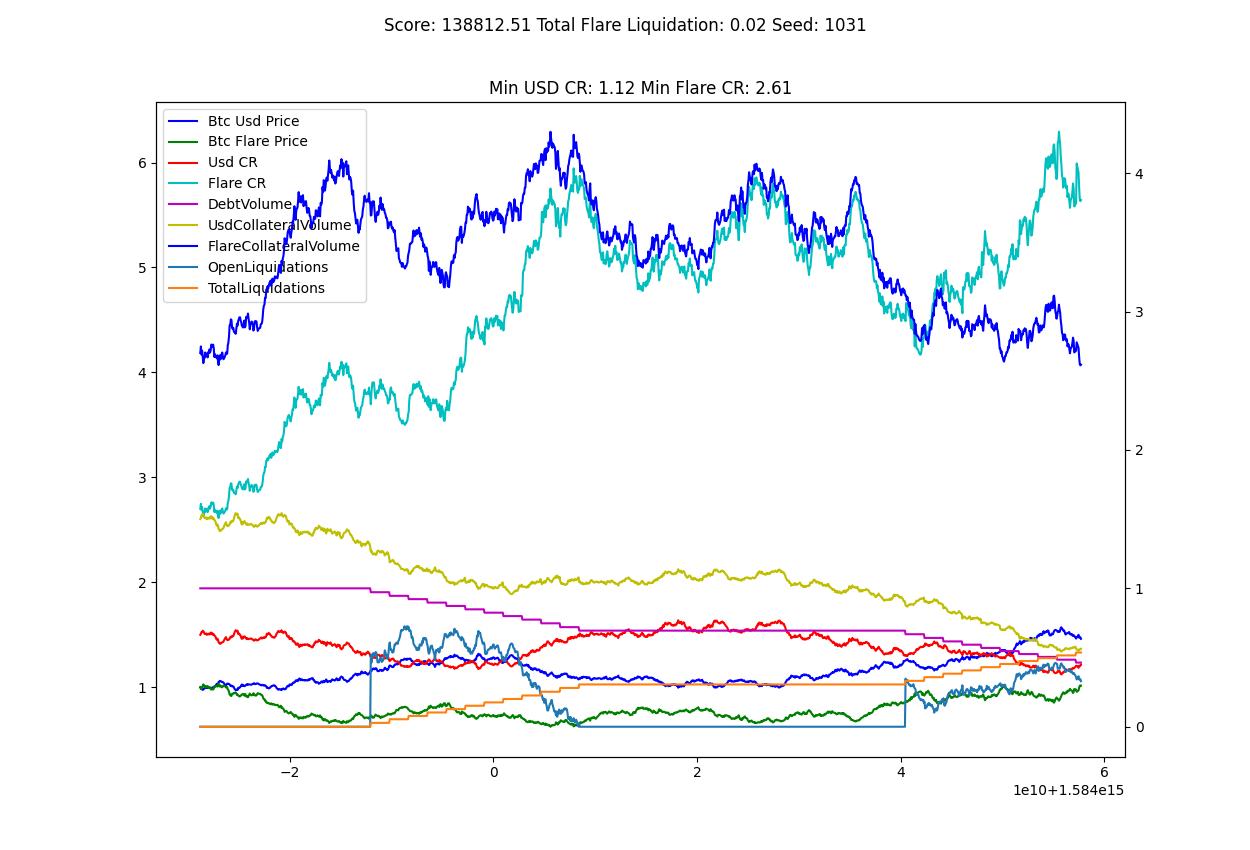 Score: 138812.51 Total Flare Liquidation: 0.02 Seed: 1031
Min USD CR: 1.12 Min Flare CR: 2.61
Btc Usd Price
Btc Flare Price
Usd CR
Flare CR
DebtVolume
UsdCollateralVolume
FlareCollateralVolume
OpenLiquidations
TotalLiquidations
6
5
4
3
2
1
4
3
2
1
0
−2
0
2
4
6
1e10+1.584e15